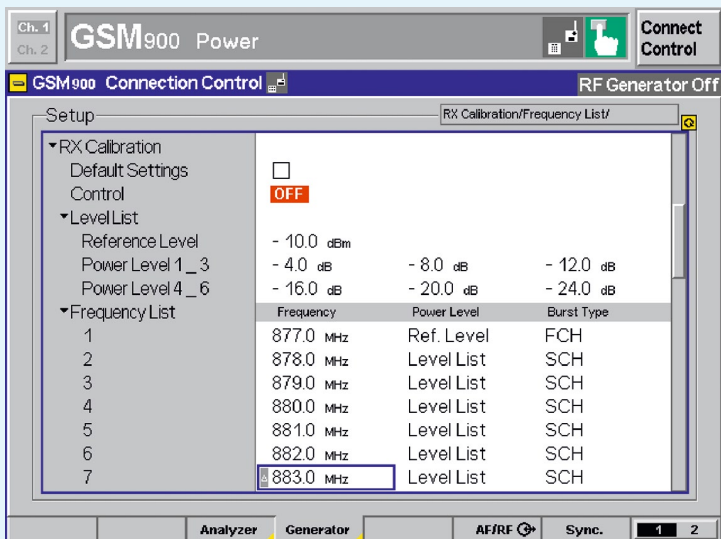 Ch. 1
Ch. 2
GSM900 Power
Connect
Control
GSM900 Connection Control
RF Generator Off
Setup
RX Calibration/Frequency List/
RX Calibration
Default Settings
Control OFF
Level List
Reference Level - 10.0 dBm
Power Level 1 _ 3 - 4.0 dB - 8.0 dB - 12.0 dB
Power Level 4 _ 6 - 16.0 dB - 20.0 dB - 24.0 dB
Frequency List Frequency Power Level Burst Type
1 877.0 MHz Ref. Level FCH
2 878.0 MHz Level List SCH
3 879.0 MHz Level List SCH
4 880.0 MHz Level List SCH
5 881.0 MHz Level List SCH
6 882.0 MHz Level List SCH
7 883.0 MHz Level List SCH
Analyzer Generator AF/RF Sync. 1 2